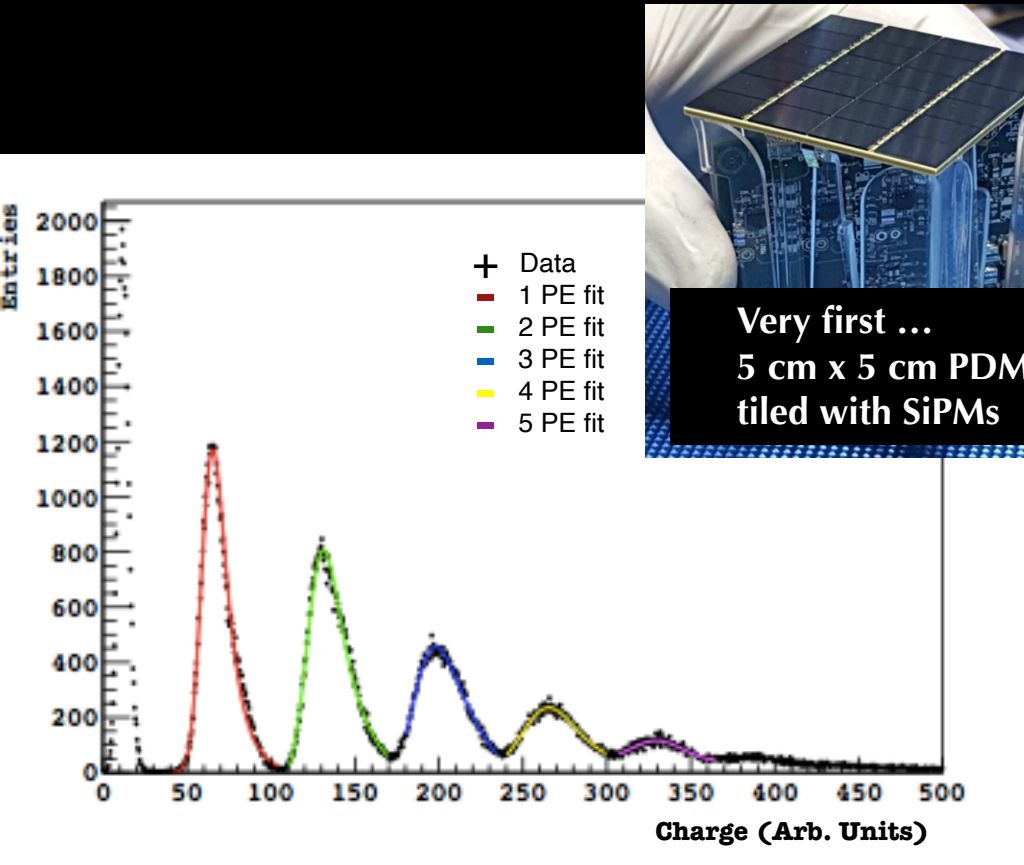 Entries
2000
1800
1600
1400
1200
1000
800
600
400
200
0
Data
1 PE fit
2 PE fit
3 PE fit
4 PE fit
5 PE fit
Very first ...
5 cm x 5 cm PDM
tiled with SiPMs
0 50 100 150 200 250 300 350 400 450 500
Charge (Arb. Units)